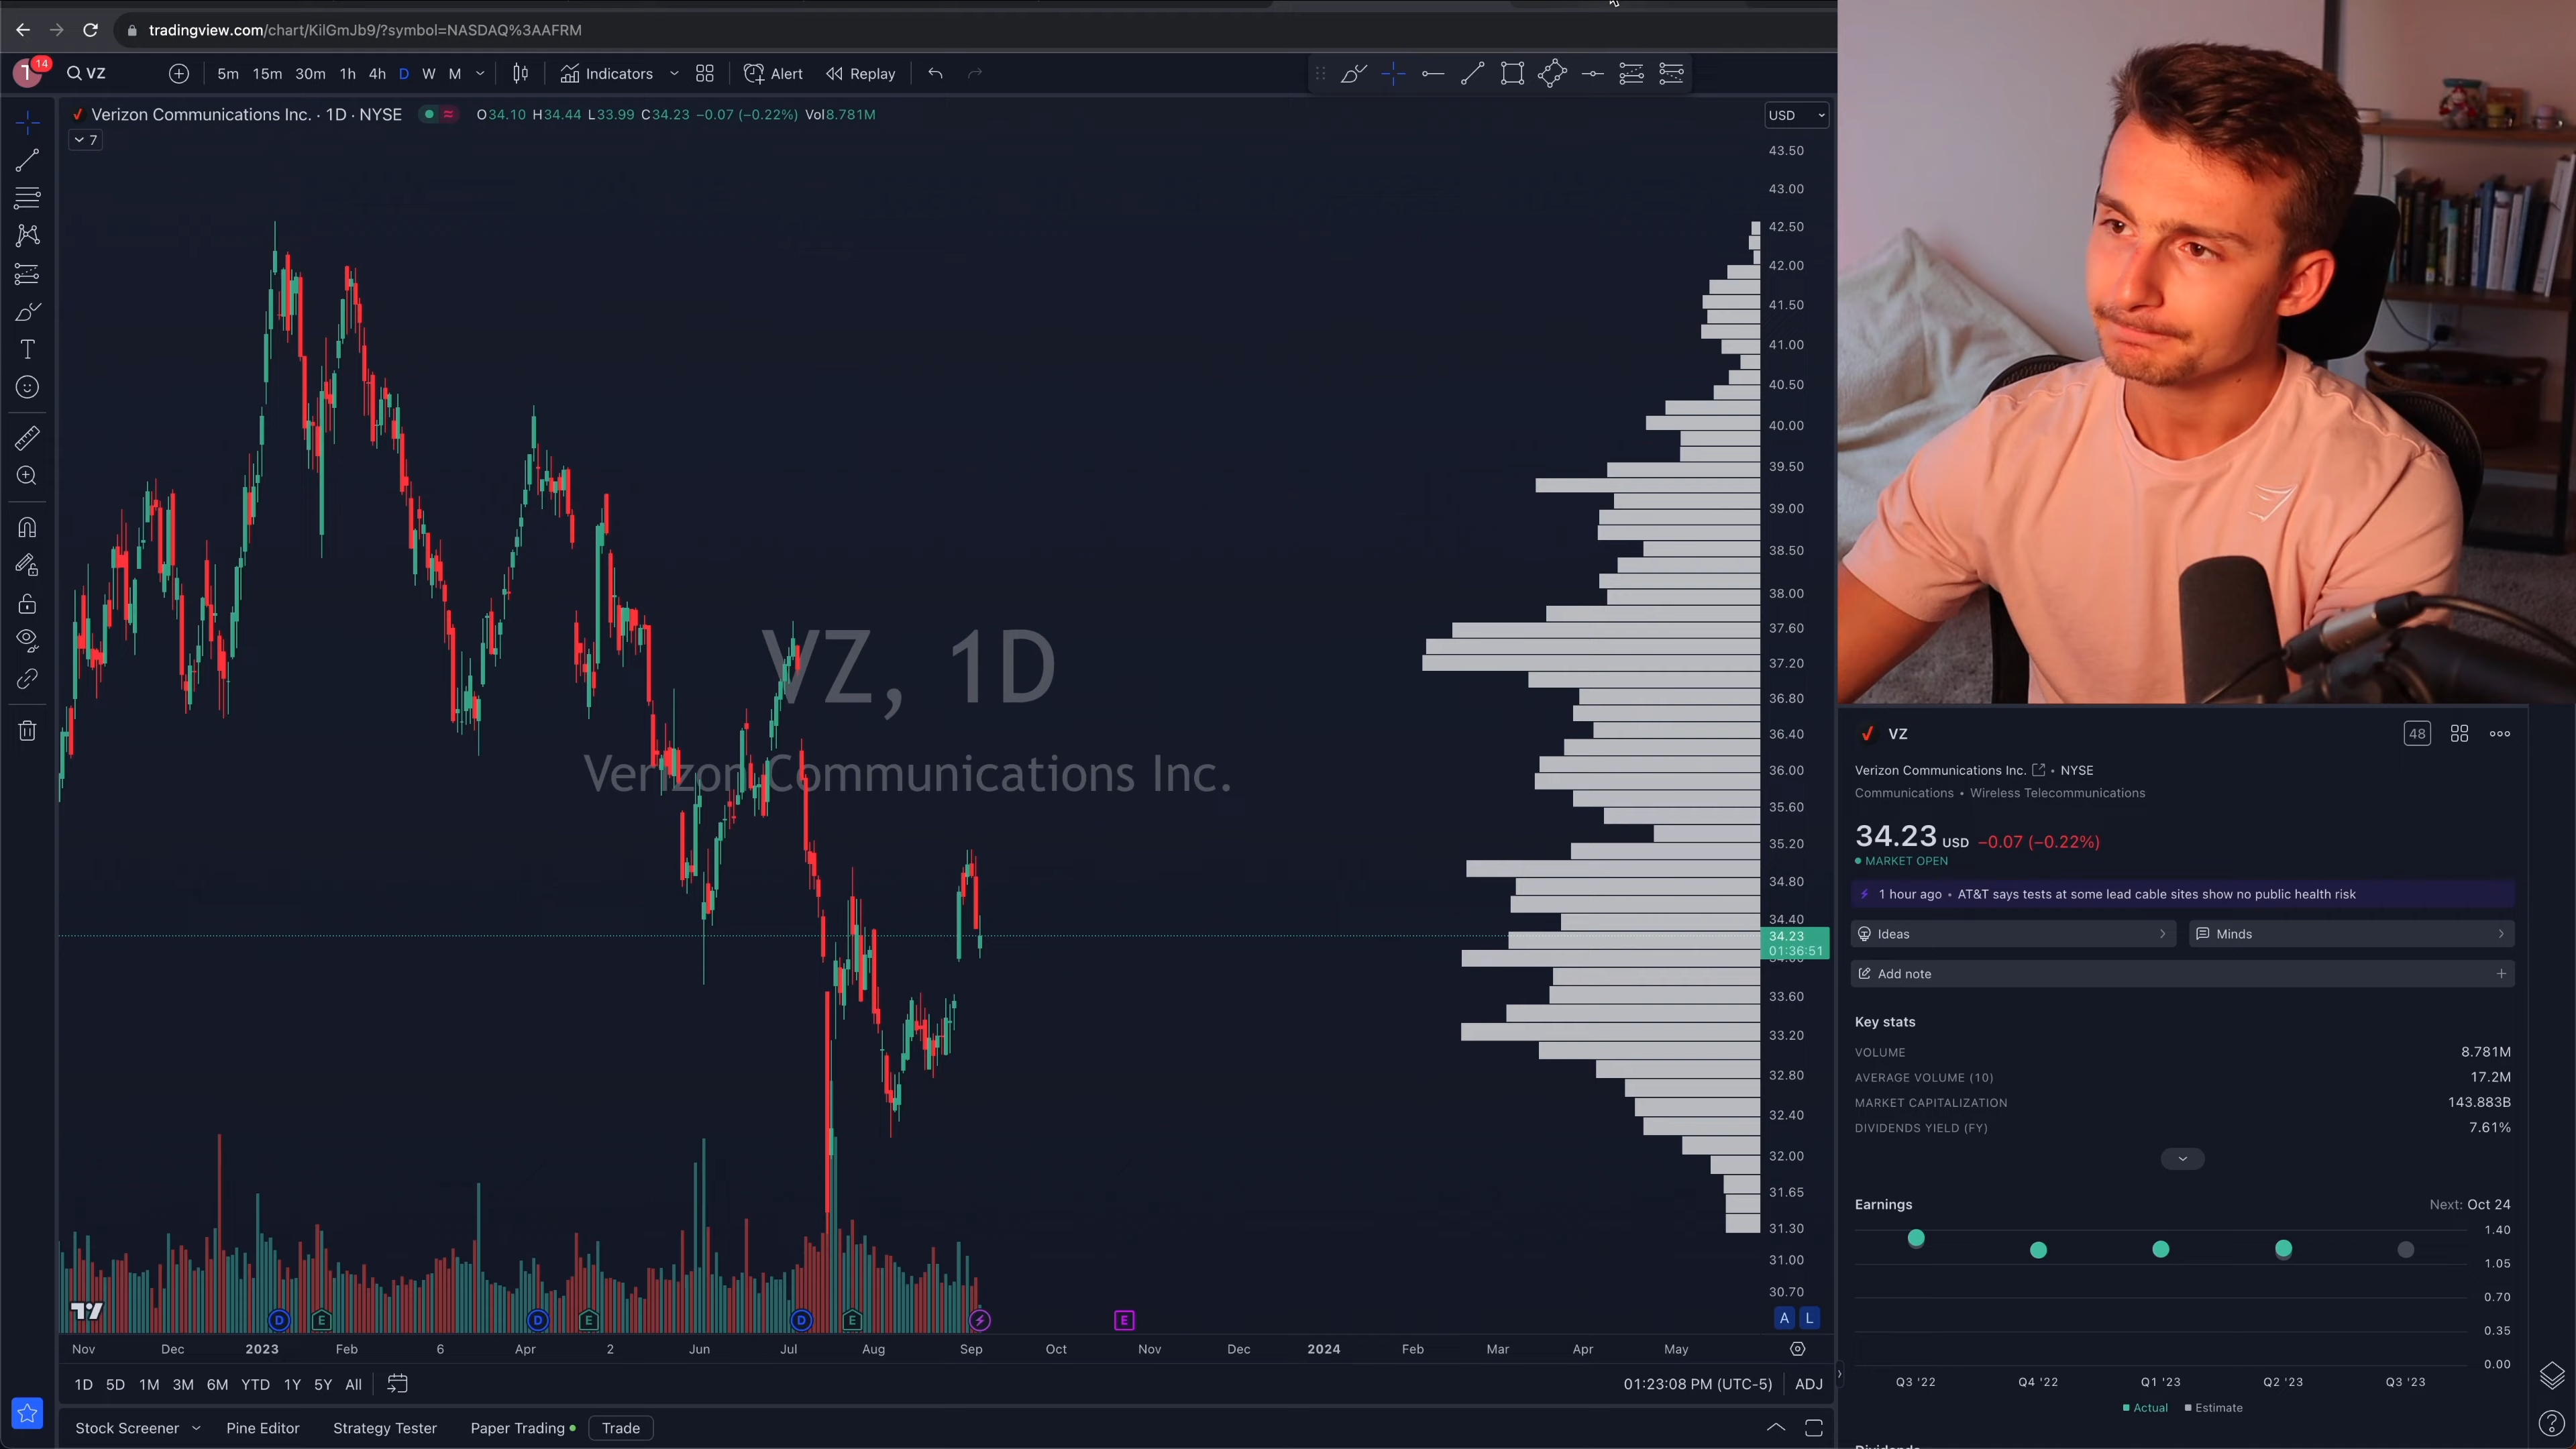 tradingview.com/chart/KilGmJb9/?symbol=NASDAQ%3AAFRM
14
VZ
5m 15m 30m 1h 4h D W M
Indicators
Alert
Replay
Verizon Communications Inc. · 1D · NYSE
O34.10 H34.44 L33.99 C34.23 −0.07 (−0.22%) Vol8.781M
7
USD
43.50
43.00
42.50
42.00
41.50
41.00
40.50
40.00
39.50
39.00
38.50
38.00
37.60
37.20
36.80
36.40
36.00
35.60
35.20
34.80
34.40
34.23
01:36:51
33.60
33.20
32.80
32.40
32.00
31.65
31.30
31.00
30.70
VZ, 1D
Verizon Communications Inc.
D E D E D E E
A L
Nov Dec 2023 Feb 6 Apr 2 Jun Jul Aug Sep Oct Nov Dec 2024 Feb Mar Apr May
1D 5D 1M 3M 6M YTD 1Y 5Y All
01:23:08 PM (UTC-5) ADJ
Stock Screener
Pine Editor
Strategy Tester
Paper Trading
Trade
VZ
48
Verizon Communications Inc. • NYSE
Communications • Wireless Telecommunications
34.23 USD −0.07 (−0.22%)
MARKET OPEN
1 hour ago • AT&T says tests at some lead cable sites show no public health risk
Ideas
Minds
Add note
Key stats
VOLUME 8.781M
AVERAGE VOLUME (10) 17.2M
MARKET CAPITALIZATION 143.883B
DIVIDENDS YIELD (FY) 7.61%
Earnings Next: Oct 24
1.40
1.05
0.70
0.35
0.00
Q3 '22 Q4 '22 Q1 '23 Q2 '23 Q3 '23
Actual Estimate